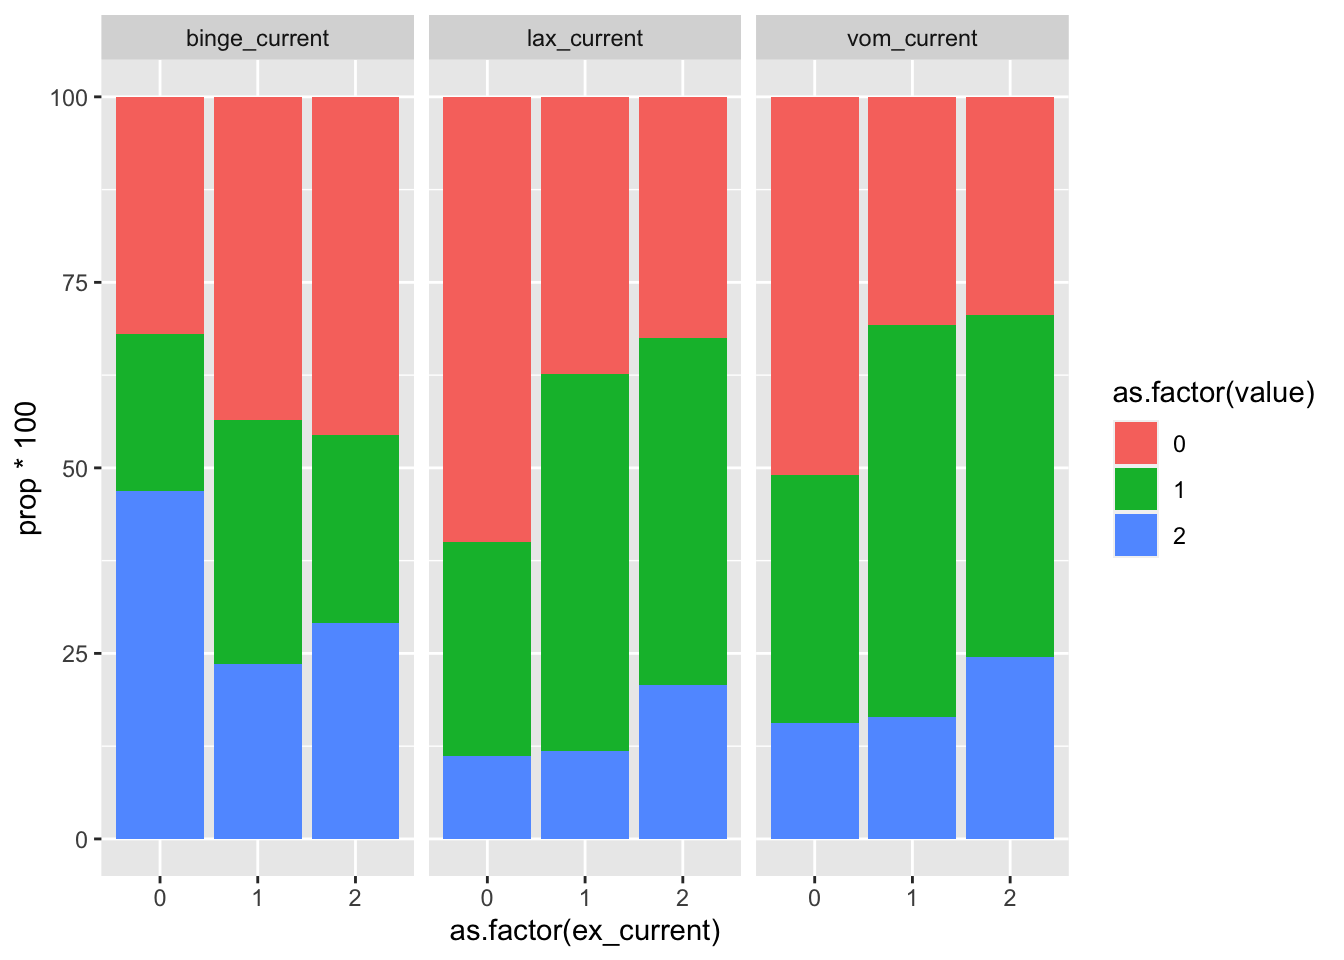 binge_current
lax_current
vom_current
100
75
50
25
0
prop * 100
0 1 2
0 1 2
0 1 2
as.factor(ex_current)
as.factor(value)
0
1
2